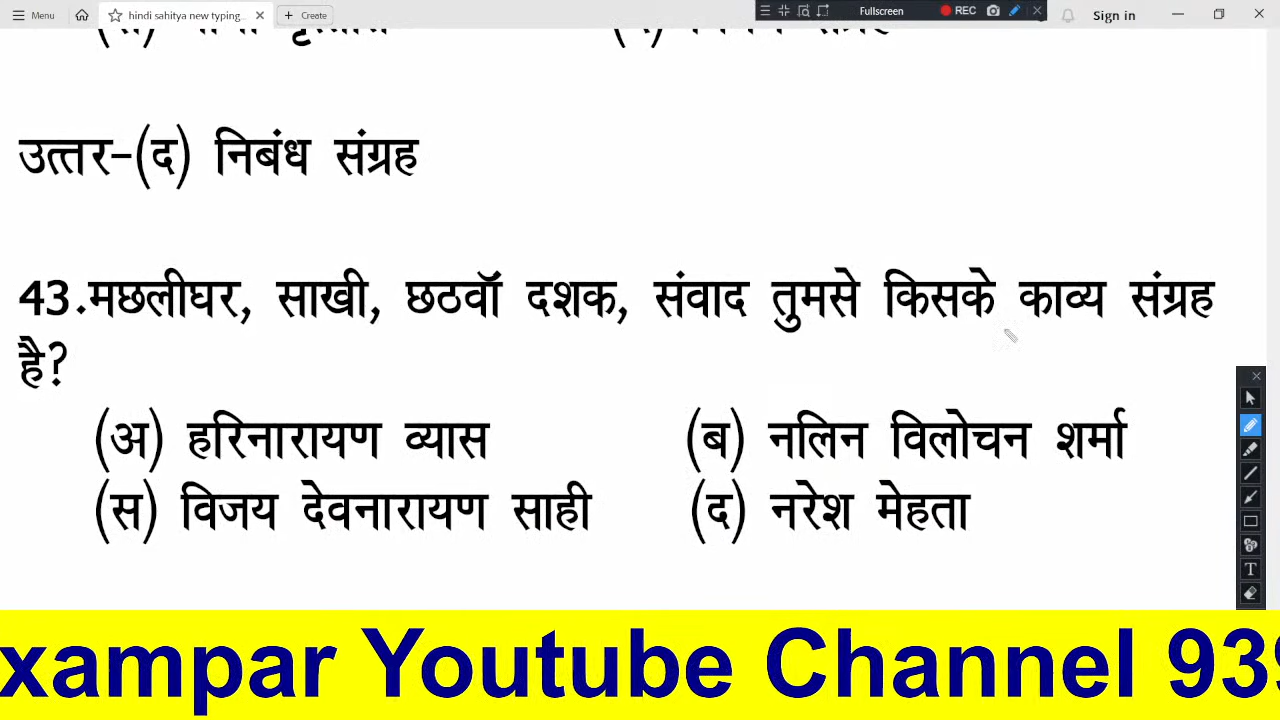 Menu
hindi sahitya new typing...
Create
Fullscreen
REC
Sign in
उत्तर-(द) निबंध संग्रह
43.मछलीघर, साखी, छठवॉं दशक, संवाद तुमसे किसके काव्य संग्रह
है?
(अ) हरिनारायण व्यास (ब) नलिन विलोचन शर्मा
(स) विजय देवनारायण साही (द) नरेश मेहता
xampar Youtube Channel 939